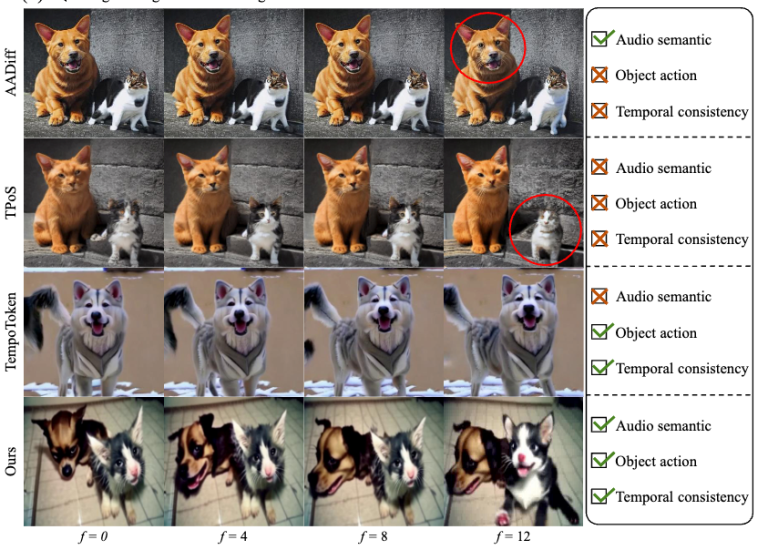 AADiff
Audio semantic
Object action
Temporal consistency
TPoS
Audio semantic
Object action
Temporal consistency
TempoToken
Audio semantic
Object action
Temporal consistency
Ours
Audio semantic
Object action
Temporal consistency
f = 0
f = 4
f = 8
f = 12